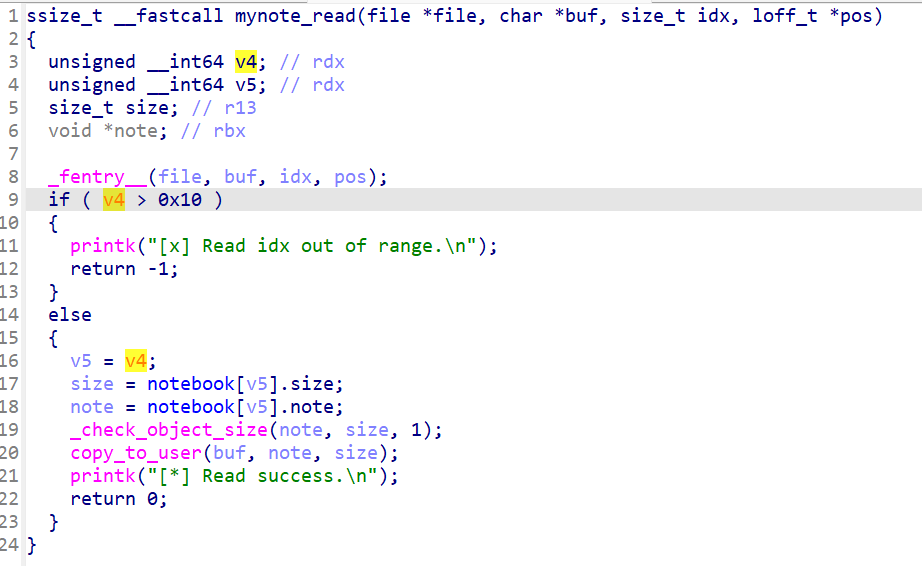 1 ssize_t __fastcall mynote_read(file *file, char *buf, size_t idx, loff_t *pos)
2 {
3   unsigned __int64 v4; // rdx
4   unsigned __int64 v5; // rdx
5   size_t size; // r13
6   void *note; // rbx
7
8   _fentry__(file, buf, idx, pos);
9   if ( v4 > 0x10 )
10   {
11     printk("[x] Read idx out of range.\n");
12     return -1;
13   }
14   else
15   {
16     v5 = v4;
17     size = notebook[v5].size;
18     note = notebook[v5].note;
19     _check_object_size(note, size, 1);
20     copy_to_user(buf, note, size);
21     printk("[*] Read success.\n");
22     return 0;
23   }
24 }